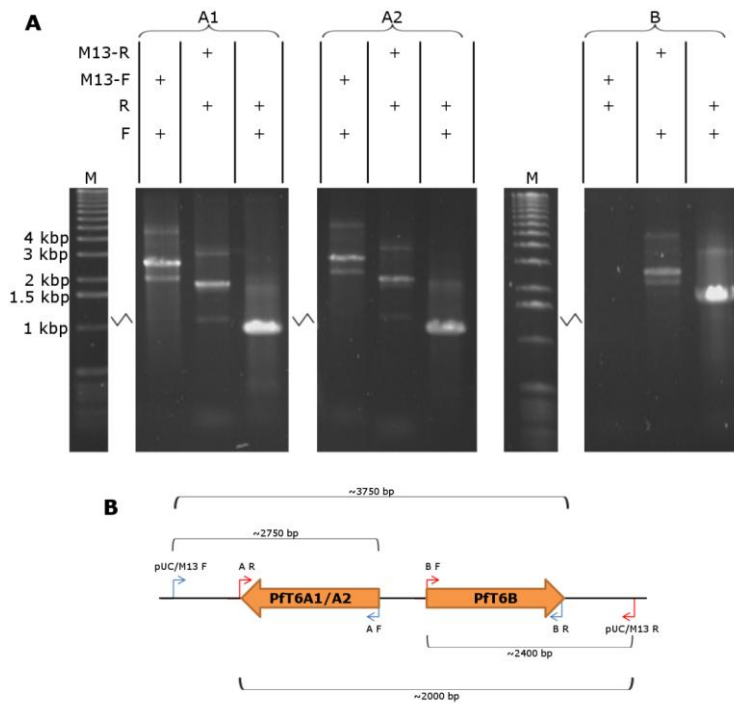 A
A1 A2 B
M13-R + + +
M13-F + + +
R + + + + + +
F + + + + + +
M M
4 kbp
3 kbp
2 kbp
1.5 kbp
1 kbp
B
~3750 bp
~2750 bp
pUC/M13 F A R B F
PfT6A1/A2 PfT6B
A F B R pUC/M13 R
~2400 bp
~2000 bp